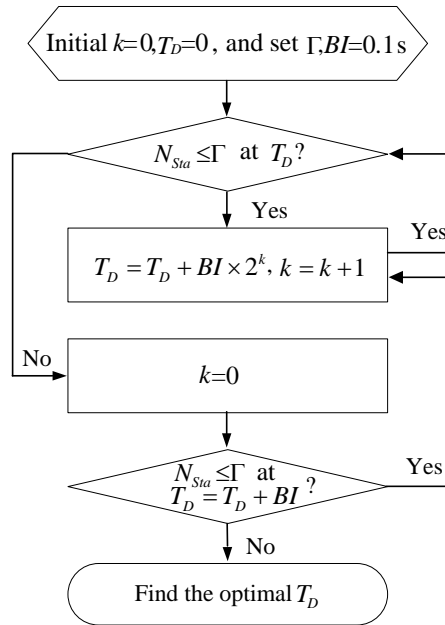 Initial k=0,T_D=0, and set Γ,BI=0.1s
N_Sta≤Γ at T_D?
Yes
Yes
T_D = T_D + BI × 2^k, k = k + 1
No
k=0
N_Sta≤Γ at
T_D = T_D + BI ?
Yes
No
Find the optimal T_D